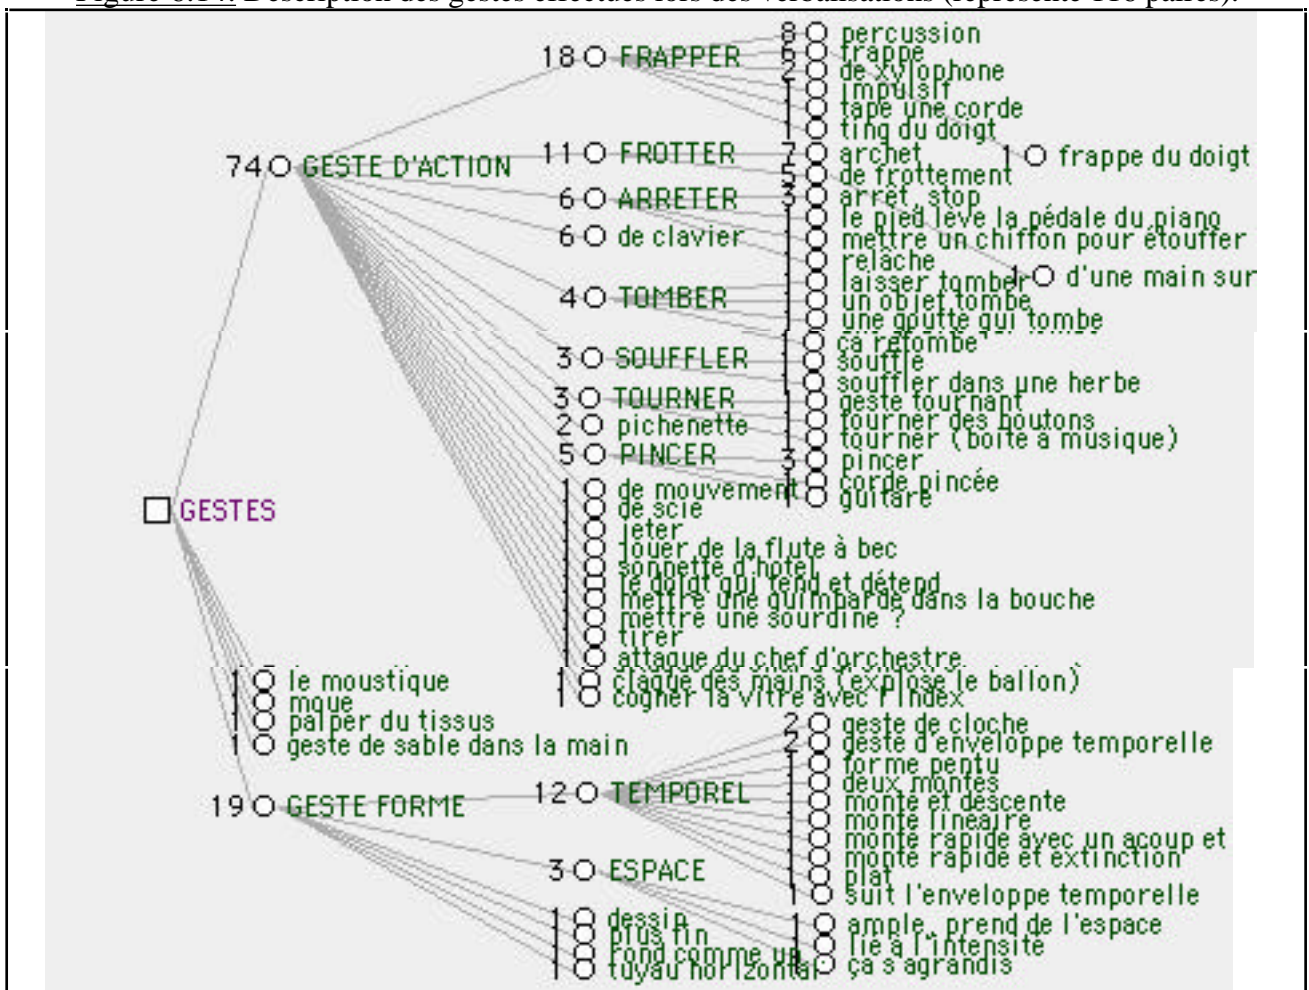 Figure 6.14: Description des gestes effectués lors des verbalisations (représente 118 paires).
8 percussion
6 frappe
18 FRAPPER
2 de xylophone
1 impulsif
1 tape une corde
1 ting du doigt
1 frappe du doigt
74 GESTE D'ACTION
11 FROTTER
7 archet
5 de frottement
6 ARRETER
3 arrêt, stop
1 le pied lève la pédale du piano
6 de clavier
1 mettre un chiffon pour étouffer
1 relâche
1 d'une main sur
4 TOMBER
1 laisser tomber
1 un objet tombe
1 une goutte qui tombe
1 ça retombe
3 SOUFFLER
1 souffle
1 souffler dans une herbe
3 TOURNER
1 geste tournant
1 tourner des boutons
2 pichenette
1 tourner (boite à musique)
5 PINCER
3 pincer
1 corde pincée
1 guitare
1 de mouvement
1 de scie
1 jeter
1 jouer de la flute à bec
1 sonnette d'hotel
1 le doigt qui tend et détend
1 mettre une guimbarde dans la bouche
1 mettre une sourdine ?
1 tirer
1 attaque du chef d'orchestre
1 claque des mains (explose le ballon)
1 cogner la vitre avec l'index
GESTES
1 le moustique
1 mque
1 palper du tissus
1 geste de sable dans la main
19 GESTE FORME
12 TEMPOREL
2 geste de cloche
2 geste d'enveloppe temporelle
1 forme pentu
1 deux montés
1 monté et descente
1 monté linéaire
1 monté rapide avec un acoup et
1 monté rapide et extinction
1 plat
1 suit l'enveloppe temporelle
3 ESPACE
1 ample, prend de l'espace
1 lié à l'intensité
1 ça s'agrandis
1 dessin
1 plus fin
1 rond comme un
1 tuyau horizontal